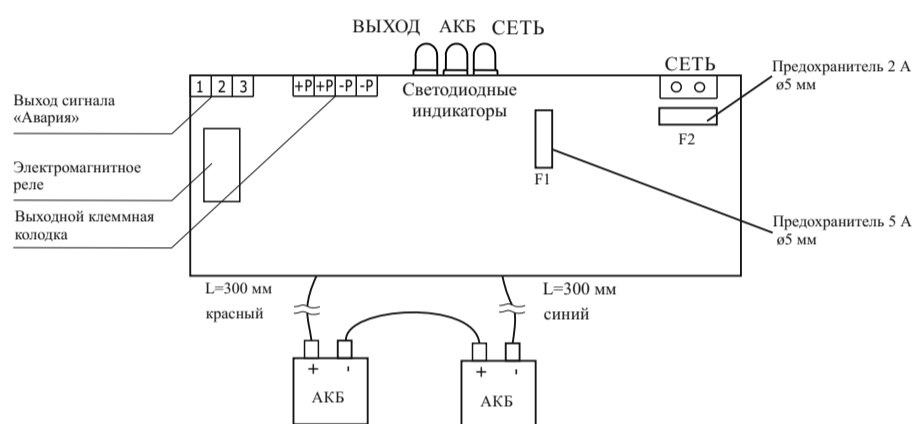 ВЫХОД АКБ СЕТЬ
СЕТЬ
Предохранитель 2 А
ø5 мм
1 2 3
+P +P -P -P
Светодиодные
индикаторы
Выход сигнала
«Авария»
F2
Электромагнитное
реле
F1
Выходной клеммная
колодка
Предохранитель 5 А
ø5 мм
L=300 мм
красный
L=300 мм
синий
+ -
АКБ
+ -
АКБ